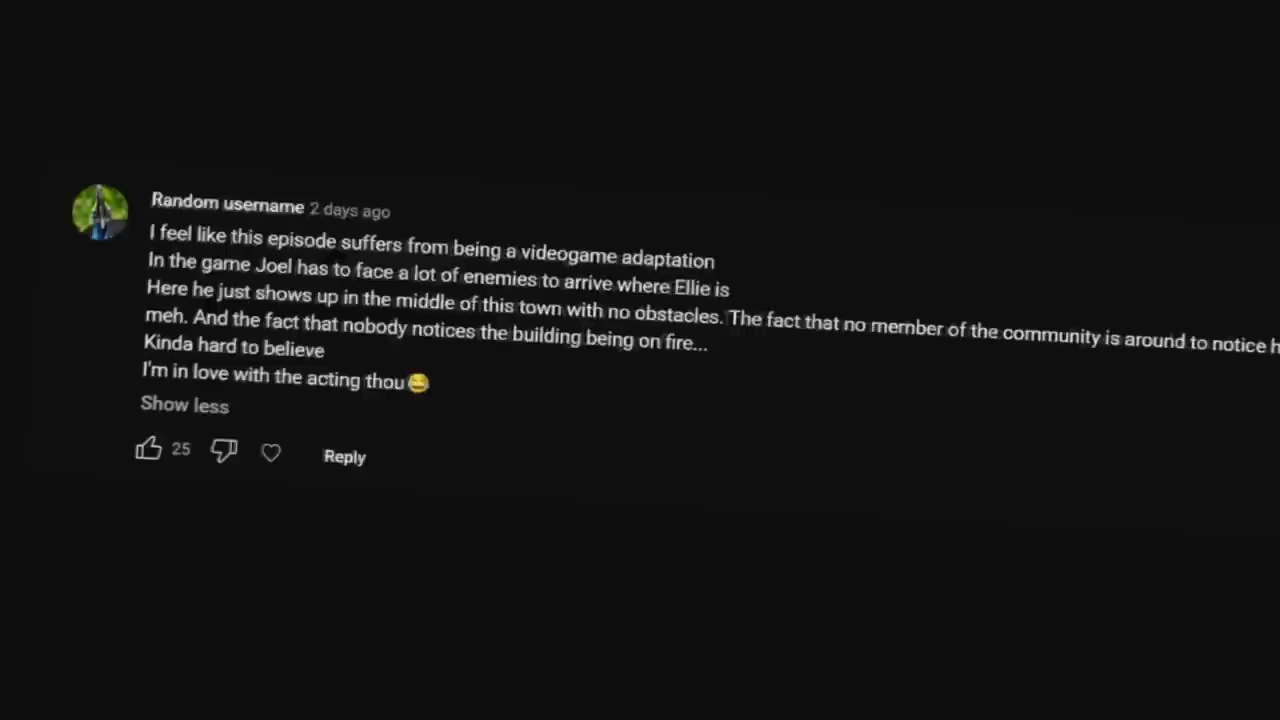 Random username 2 days ago
I feel like this episode suffers from being a videogame adaptation
In the game Joel has to face a lot of enemies to arrive where Ellie is
Here he just shows up in the middle of this town with no obstacles. The fact that no member of the community is around to notice
meh. And the fact that nobody notices the building being on fire...
Kinda hard to believe
I'm in love with the acting thou😂
Show less
25 Reply